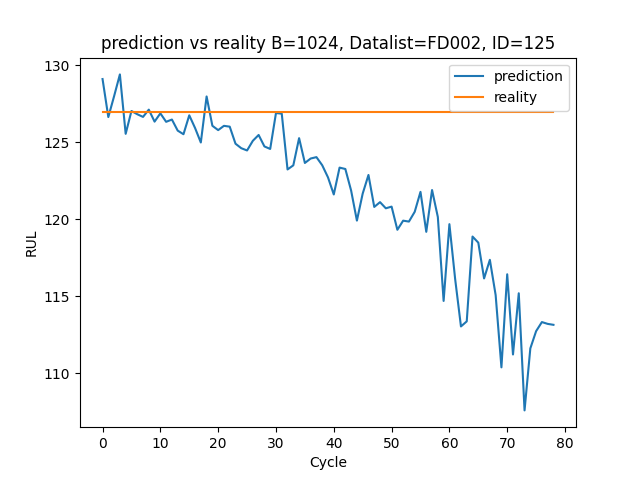 prediction vs reality B=1024, Datalist=FD002, ID=125
prediction
reality
130
125
120
115
110
RUL
0 10 20 30 40 50 60 70 80
Cycle